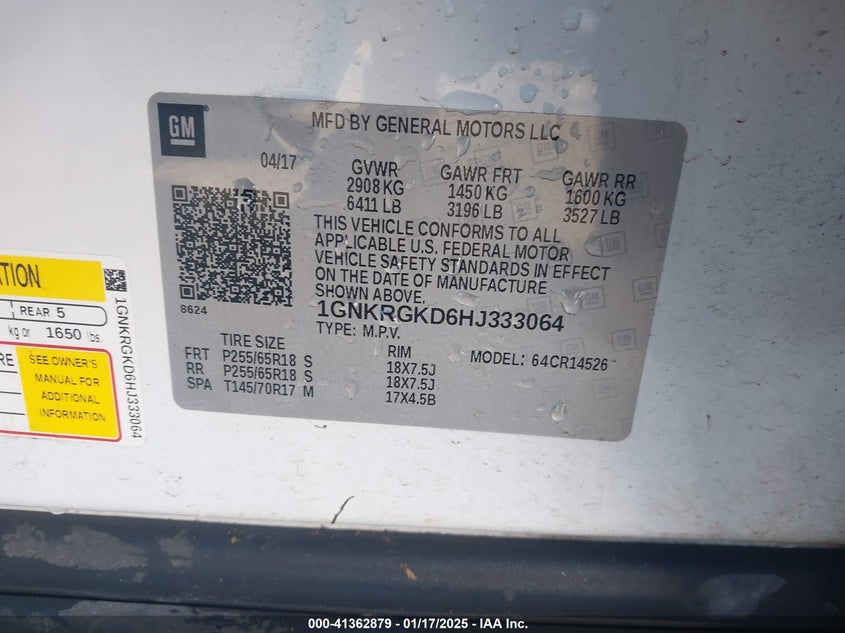 GM
MFD BY GENERAL MOTORS LLC
04/17
GVWR GAWR FRT GAWR RR
2908 KG 1450 KG 1600 KG
6411 LB 3196 LB 3527 LB
THIS VEHICLE CONFORMS TO ALL
APPLICABLE U.S. FEDERAL MOTOR
VEHICLE SAFETY STANDARDS IN EFFECT
ON THE DATE OF MANUFACTURE
SHOWN ABOVE.
8624
1GNKRGKD6HJ333064
TYPE: M.P.V.
TIRE SIZE RIM MODEL: 64CR14526
FRT P255/65R18 S 18X7.5J
RR P255/65R18 S 18X7.5J
SPA T145/70R17 M 17X4.5B
ATION
REAR 5
kg or 1650 lbs.
RE
SEE OWNER'S
MANUAL FOR
ADDITIONAL
INFORMATION
1GNKRGKD6HJ333064
000-41362879 — 01/17/2025 — IAA Inc.